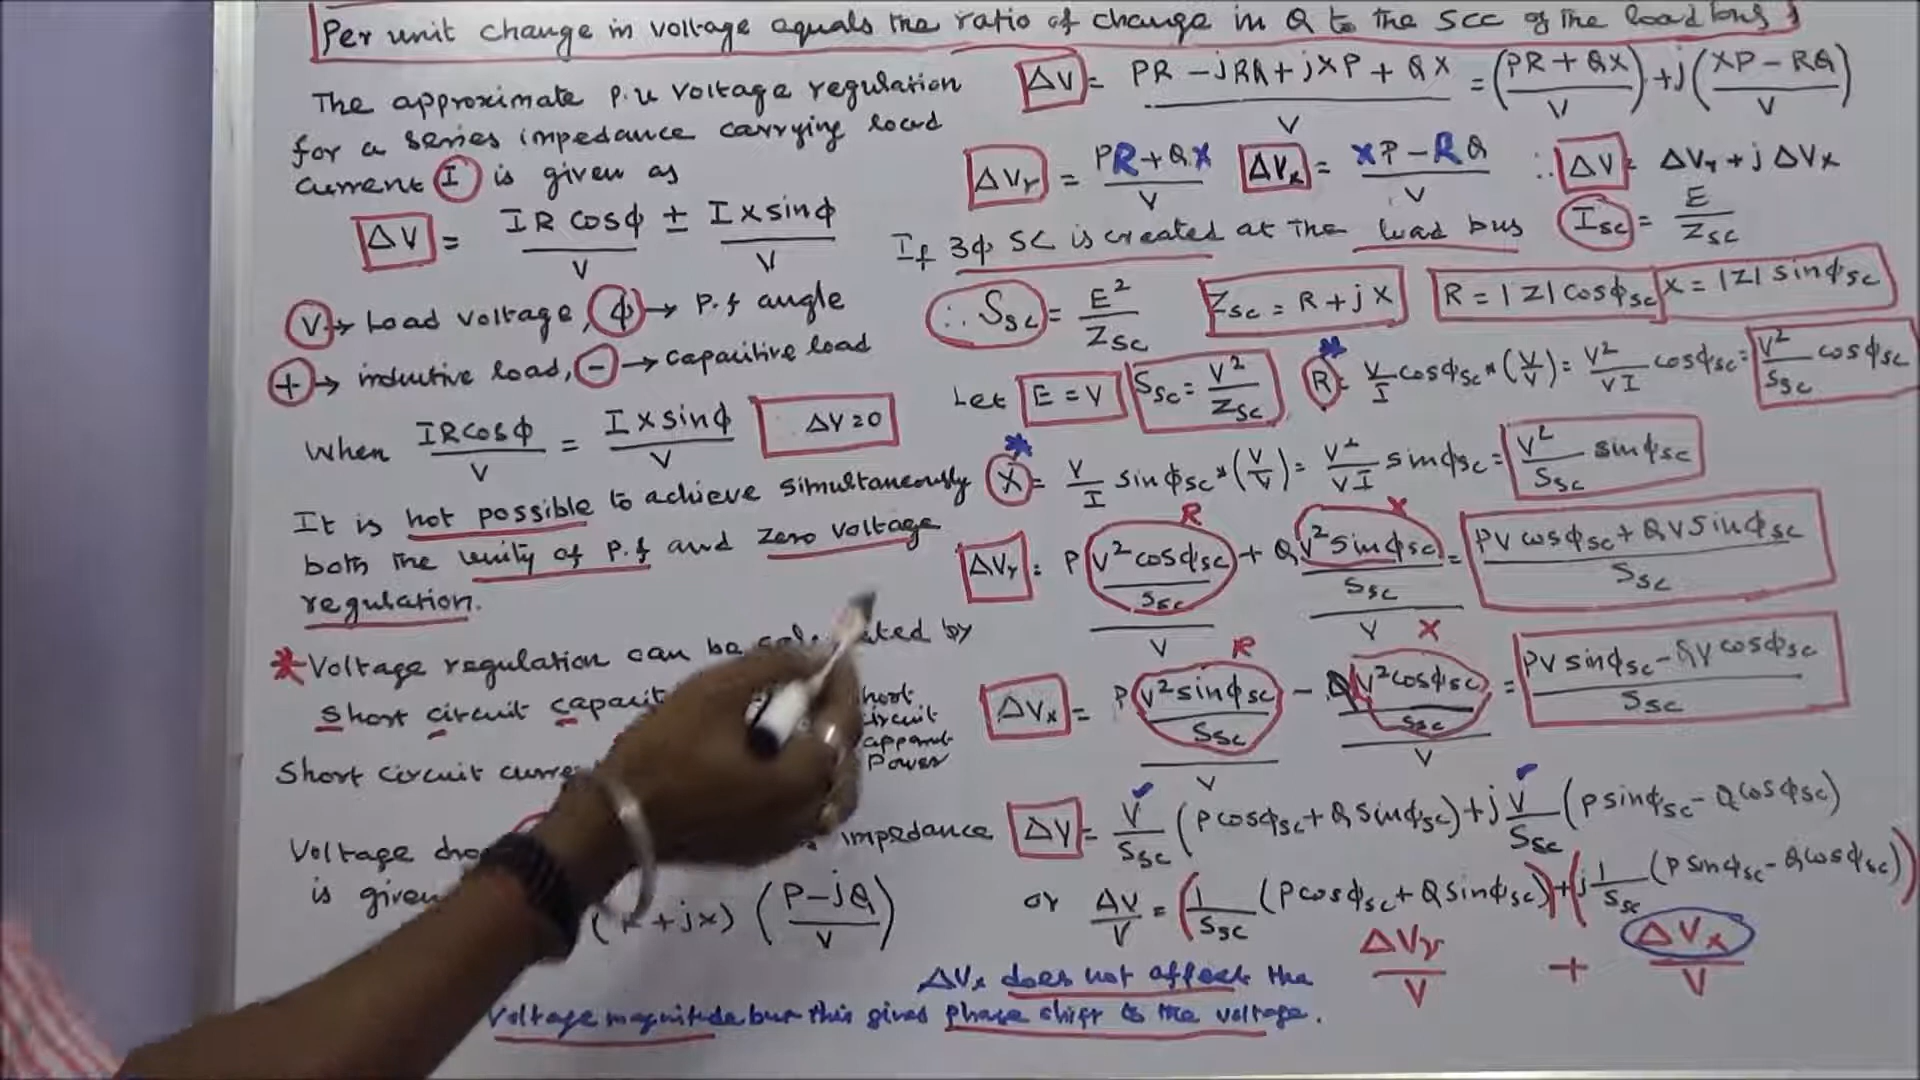 Per unit change in voltage equals the ratio of change in Q to the SCC of the load bus
The approximate p.u voltage regulation
for a series impedance carrying load
current I is given as
ΔV = IR cosφ / V ± IX sinφ / V
V → Load voltage, φ → p.f angle
+ → inductive load, - → capacitive load
When IR cosφ / V = IX sinφ / V ΔV = 0
It is not possible to achieve simultaneously
both the unity of p.f and zero voltage
regulation.
* Voltage regulation can be by
Short circuit
circuit
Power
Short circuit
Voltage impedance
is
+jx) (P-jQ / V)
ΔV = PR - jRQ + jXP + QX / V = (PR + QX / V) + j(XP - RQ / V)
ΔVr = PR + QX / V ΔVx = XP - RQ / V ∴ ΔV = ΔVr + j ΔVx
If 3φ SC is created at the load bus Isc = E / Zsc
∴ Ssc = E² / Zsc Zsc = R + jX R = |Z| cosφsc X = |Z| sinφsc
Let E = V Ssc = V² / Zsc * R = V/I cosφsc * (V/V) = V² / VI cosφsc = V² / Ssc cosφsc
* X = V/I sinφsc * (V/V) = V² / VI sinφsc = V² / Ssc sinφsc
R X
ΔVr = P V² cosφsc / Ssc / V + Q V² sinφsc / Ssc / V = PV cosφsc + QV sinφsc / Ssc
R X
ΔVx = P V² sinφsc / Ssc / V - Q V² cosφsc / Ssc / V = PV sinφsc - QV cosφsc / Ssc
ΔV = V / Ssc (P cosφsc + Q sinφsc) + j V / Ssc (P sinφsc - Q cosφsc)
or ΔV / V = (1 / Ssc (P cosφsc + Q sinφsc)) + (j 1 / Ssc (P sinφsc - Q cosφsc))
ΔVr / V + ΔVx / V
ΔVx does not affect the
Voltage magnitude but this gives phase shift to the voltage.